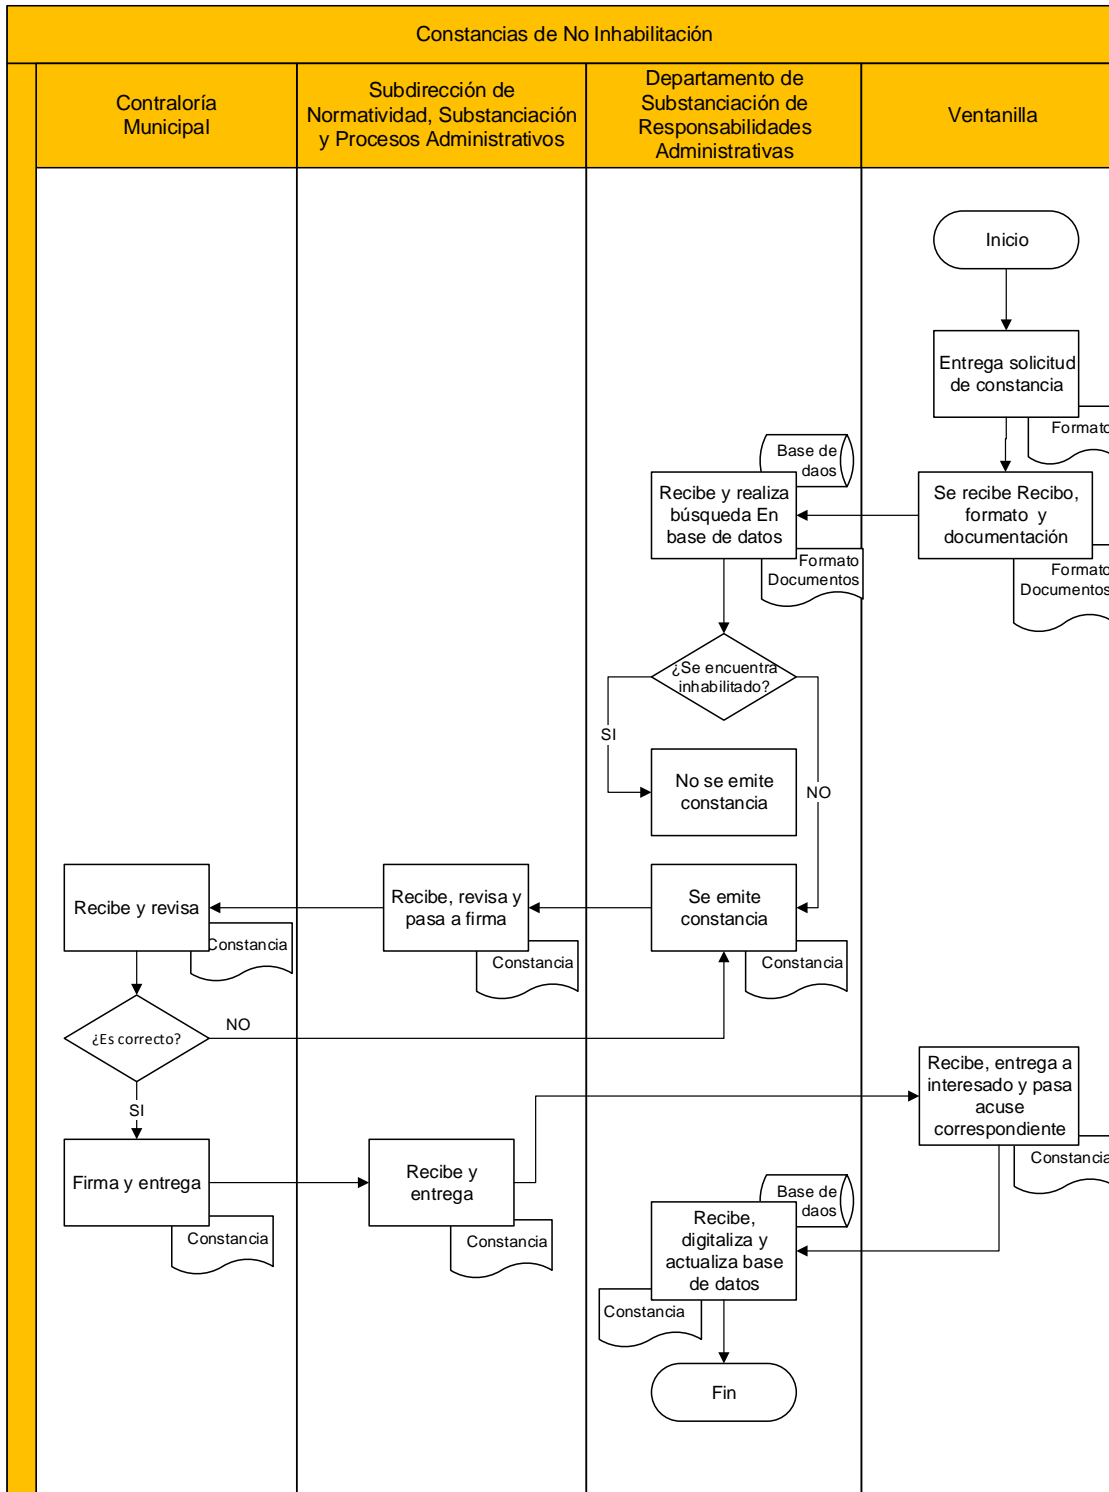 Constancias de No Inhabilitación
Contraloría
Municipal
Subdirección de
Normatividad, Substanciación
y Procesos Administrativos
Departamento de
Substanciación de
Responsabilidades
Administrativas
Ventanilla
Inicio
Entrega solicitud
de constancia
Formato
Base de
daos
Recibe y realiza
búsqueda En
base de datos
Formato
Documentos
Se recibe Recibo,
formato y
documentación
Formato
Documentos
¿Se encuentra
inhabilitado?
SI
NO
No se emite
constancia
Recibe y revisa
Constancia
Recibe, revisa y
pasa a firma
Constancia
Se emite
constancia
Constancia
¿Es correcto?
NO
SI
Recibe, entrega a
interesado y pasa
acuse
correspondiente
Constancia
Firma y entrega
Constancia
Recibe y
entrega
Constancia
Base de
daos
Recibe,
digitaliza y
actualiza base
de datos
Constancia
Fin